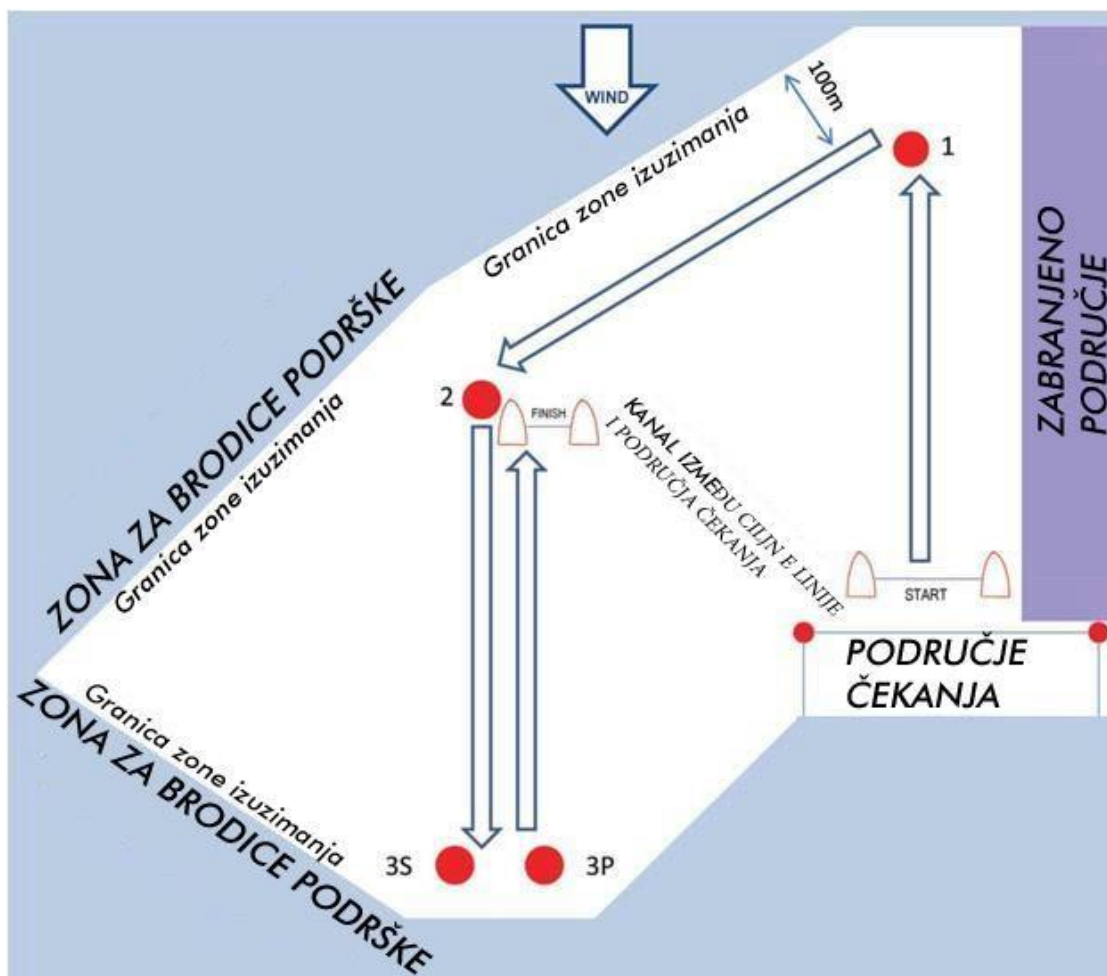 WIND
100m
1
Granica zone izuzimanja
ZABRANJENO
PODRUČJE
ZONA ZA BRODICE PODRŠKE
Granica zone izuzimanja
2
FINISH
KANAL IZMEĐU CILJN E LINIJE
I PODRUČJA ČEKANJA
START
PODRUČJE
ČEKANJA
Granica zone izuzimanja
ZONA ZA BRODICE PODRŠKE
3S
3P